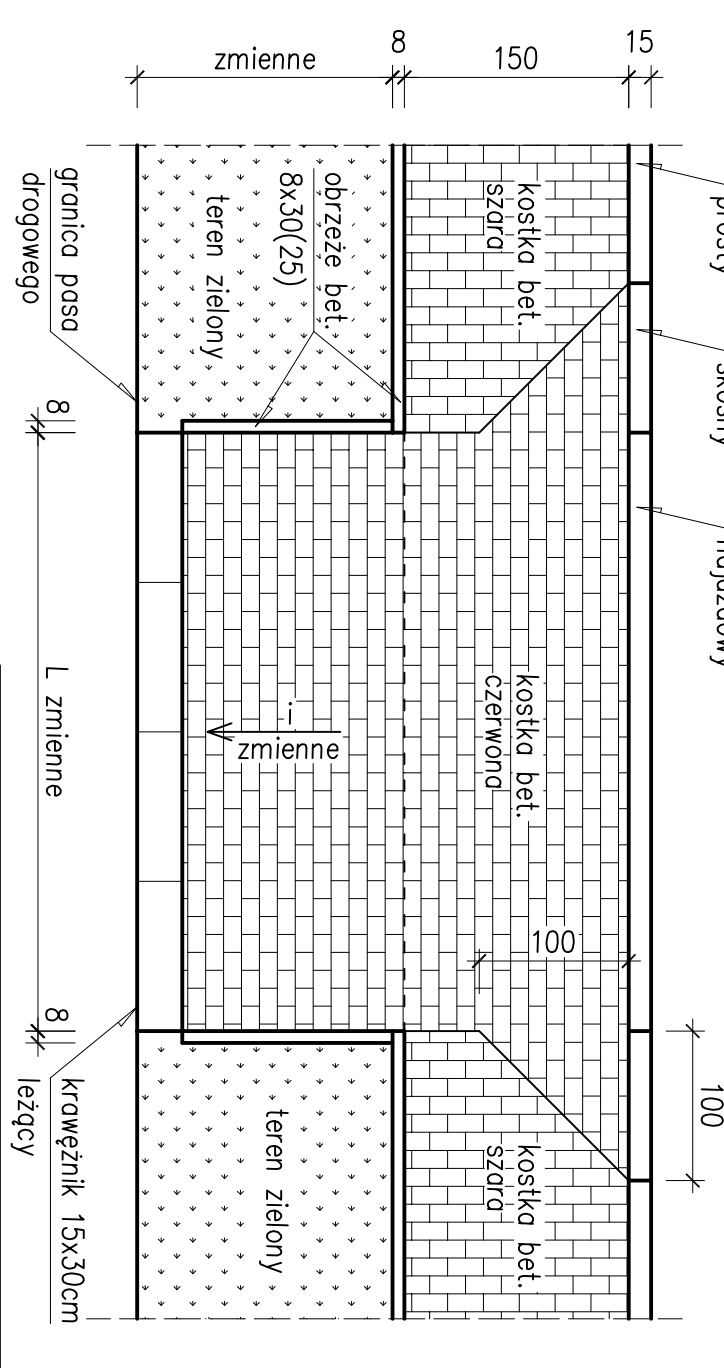 zmienne
8
150
15
prosty
skośny
najazdowy
kostka bet.
szara
obrzeże bet.
8x30(25)
teren zielony
granica pasa
drogowego
8
kostka bet.
czerwona
i
zmienne
L zmienne
100
100
8
krawężnik 15x30cm
leżący
teren zielony
kostka bet.
szara